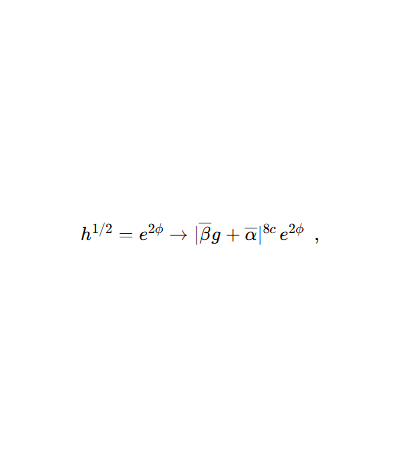 $h^{1/2} = e^{2\phi} \rightarrow |\overline{\beta} g + \overline{\alpha}|^{8c} \, e^{2\phi} \;\; ,$